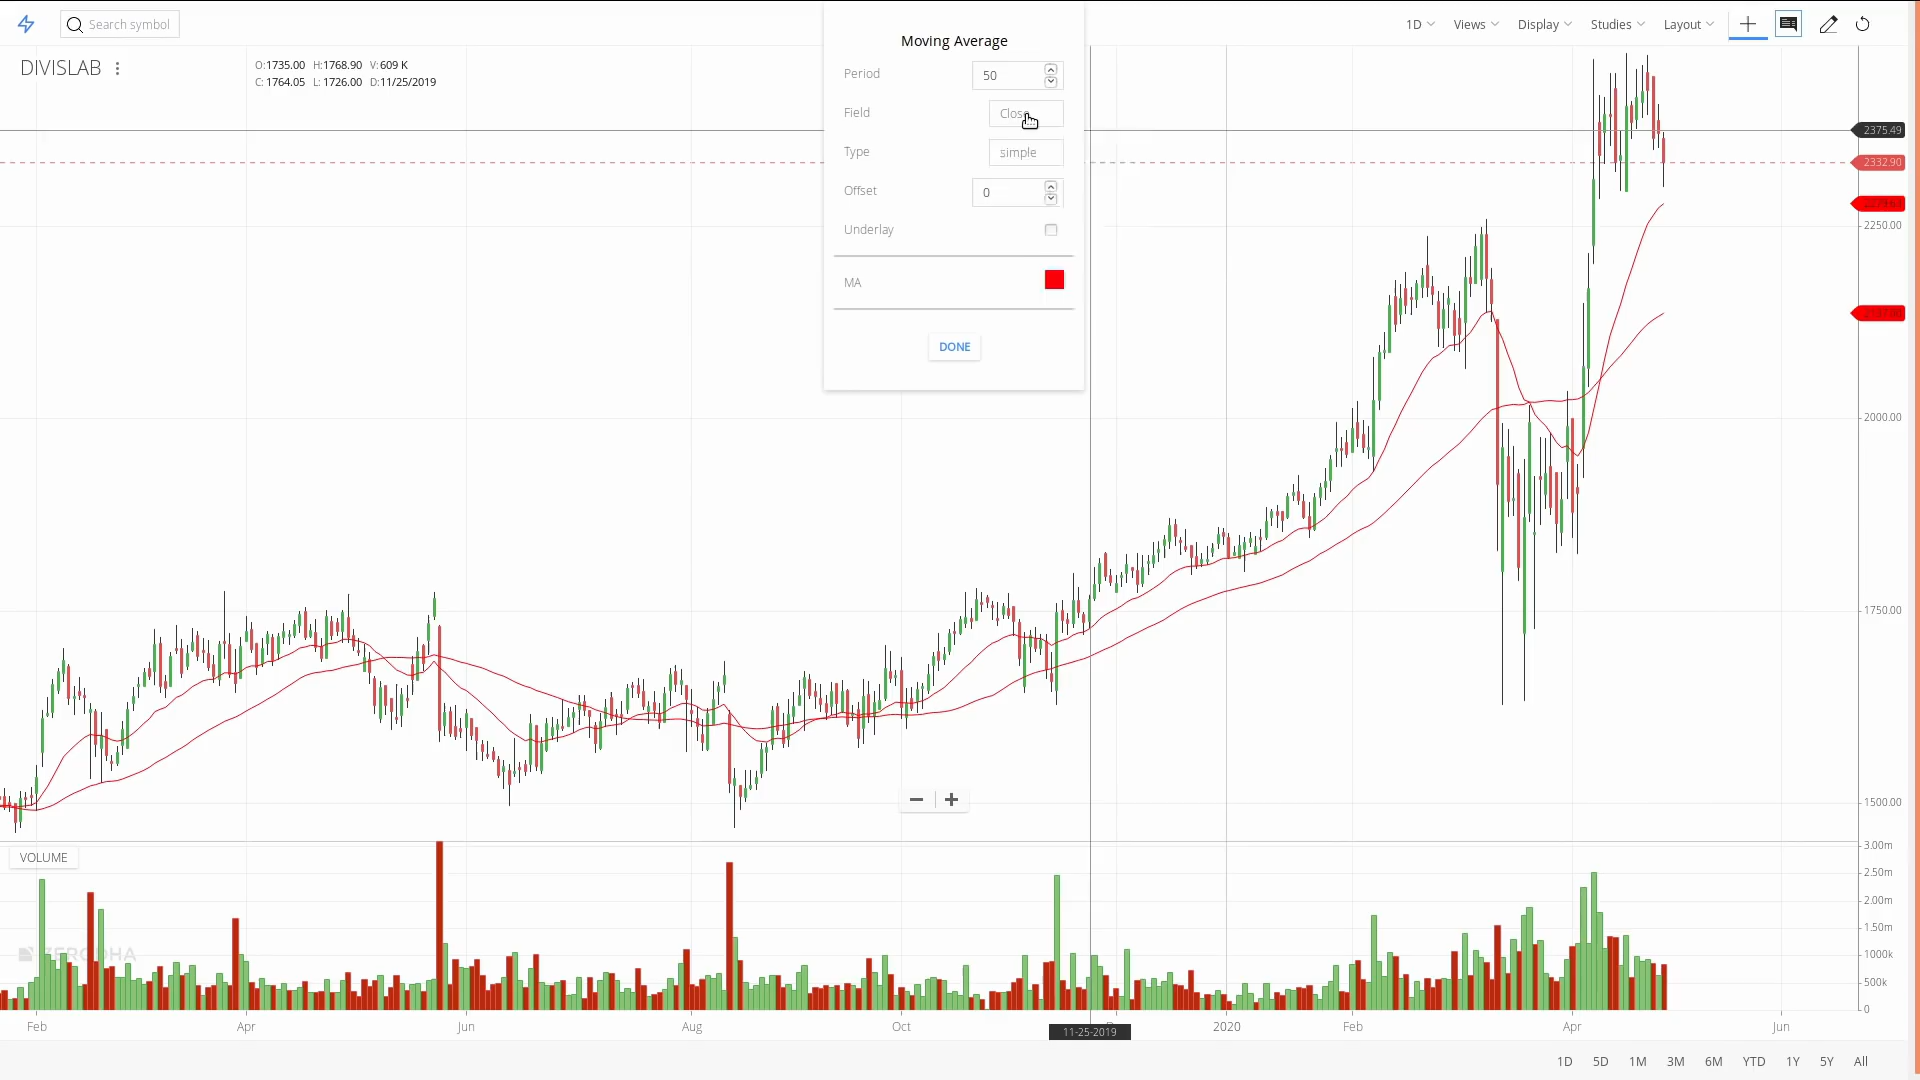 Search symbol
1D Views Display Studies Layout
DIVISLAB
O:1735.00 H:1768.90 V:609 K
C: 1764.05 L: 1726.00 D:11/25/2019
Moving Average
Period 50
Field Close
Type simple
Offset 0
Underlay
MA
DONE
2375.49
2332.90
2250.00
2000.00
1750.00
1500.00
VOLUME
3.00m
2.50m
2.00m
1.50m
1000k
500k
0
ZERODHA
Feb Apr Jun Aug Oct 11-25-2019 2020 Feb Apr Jun
1D 5D 1M 3M 6M YTD 1Y 5Y All